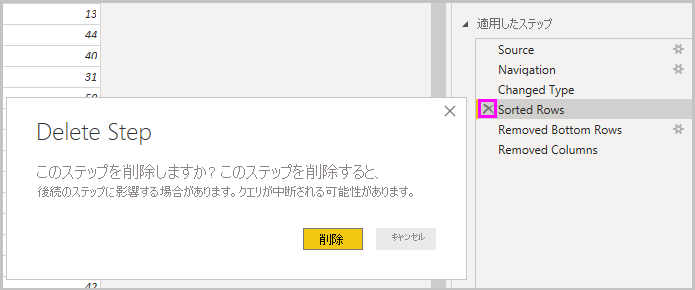 13
44
40
31
適用したステップ
Source
Navigation
Changed Type
Sorted Rows
Removed Bottom Rows
Removed Columns
Delete Step
このステップを削除しますか? このステップを削除すると、
後続のステップに影響する場合があります。クエリが中断される可能性があります。
削除
キャンセル
42